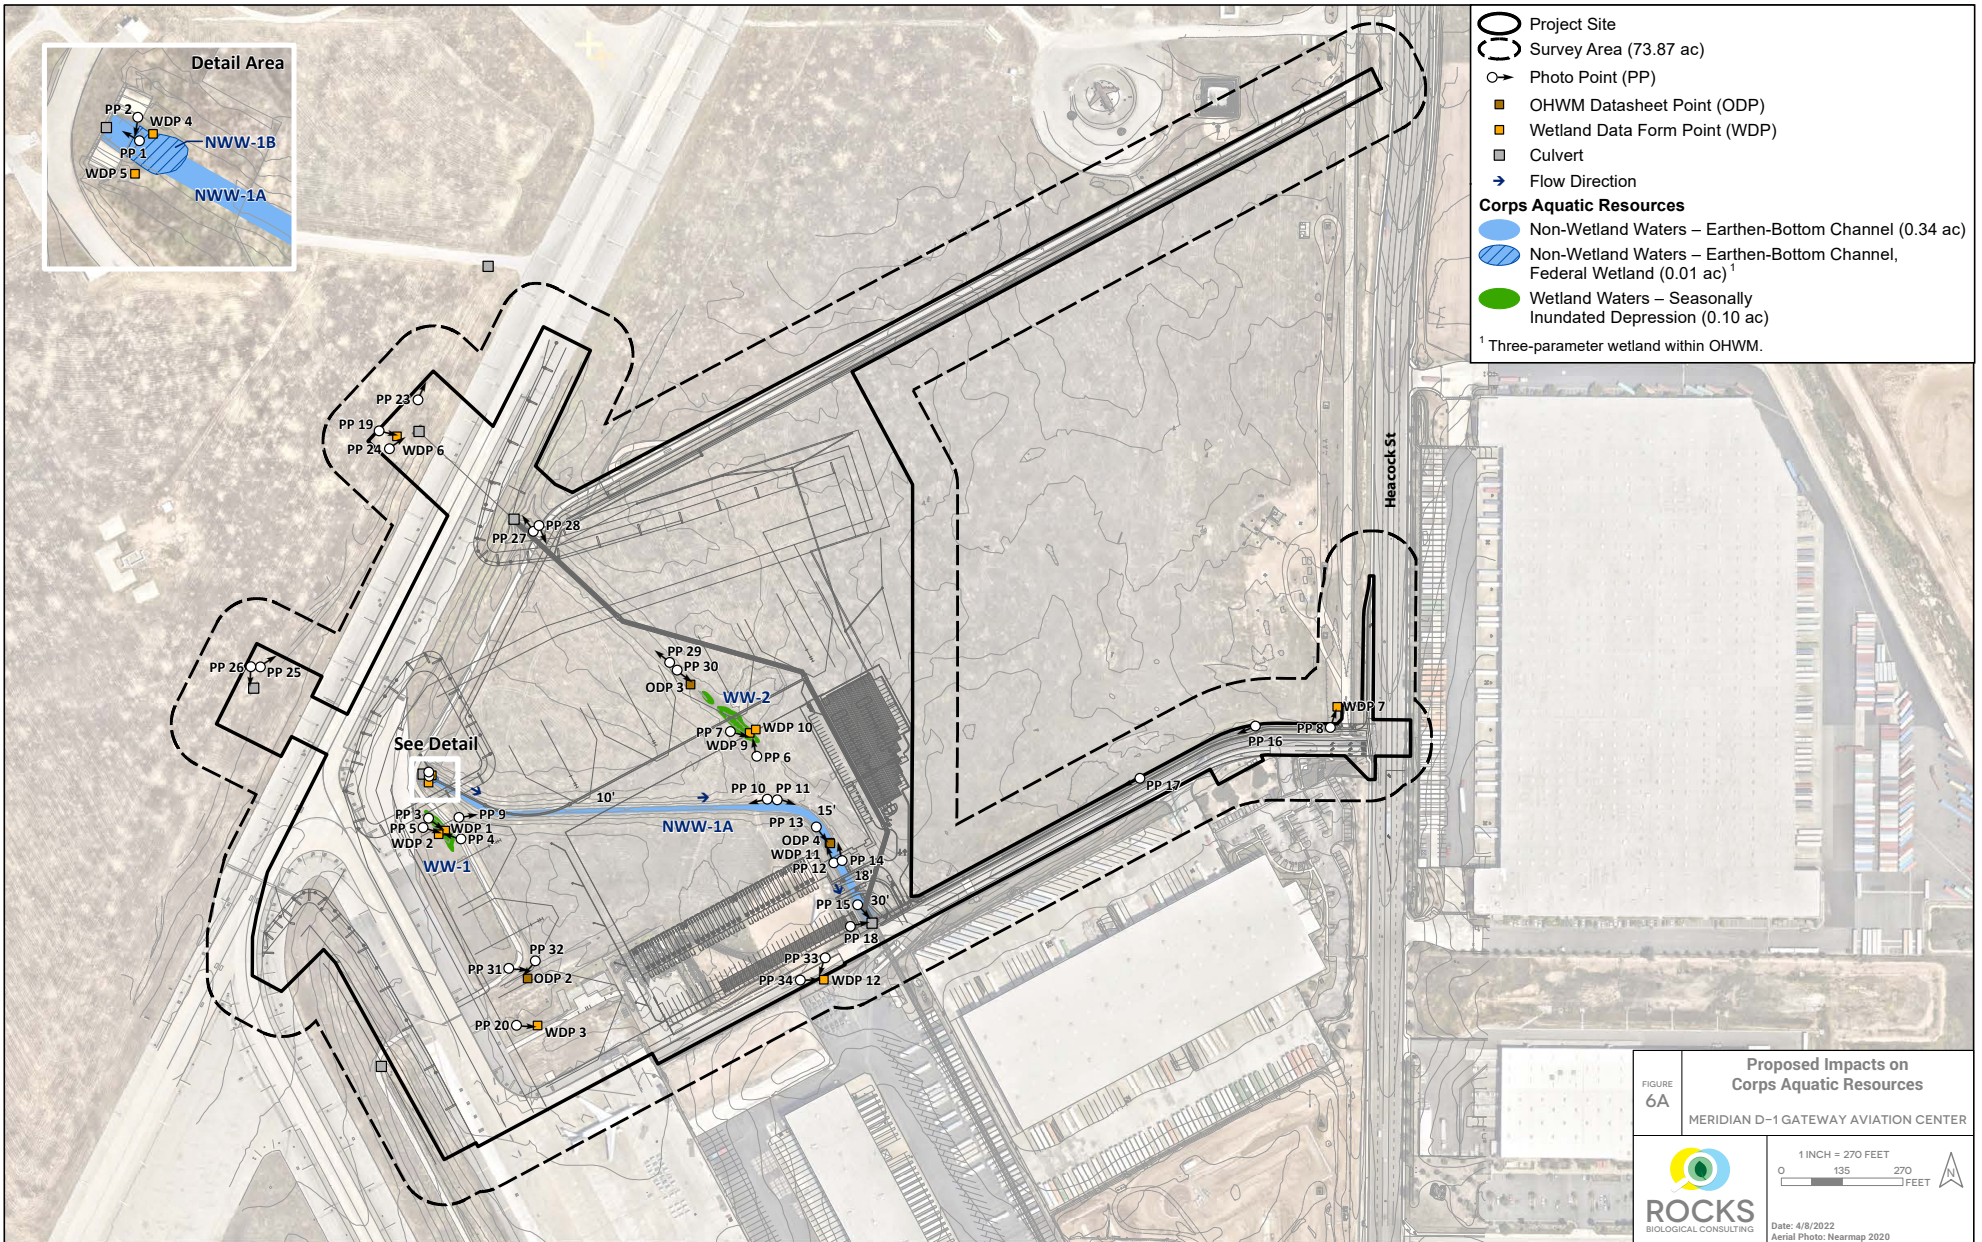 Detail Area
PP 2
WDP 4
PP 1
NWW-1B
WDP 5
NWW-1A
Project Site
Survey Area (73.87 ac)
Photo Point (PP)
OHWM Datasheet Point (ODP)
Wetland Data Form Point (WDP)
Culvert
Flow Direction
Corps Aquatic Resources
Non-Wetland Waters – Earthen-Bottom Channel (0.34 ac)
Non-Wetland Waters – Earthen-Bottom Channel,
Federal Wetland (0.01 ac) 1
Wetland Waters – Seasonally
Inundated Depression (0.10 ac)
1 Three-parameter wetland within OHWM.
PP 23
PP 19
PP 24
WDP 6
Heacock St
PP 28
PP 27
PP 26
PP 25
PP 29
PP 30
ODP 3
WW-2
PP 7
WDP 10
WDP 9
PP 6
WDP 7
PP 8
PP 16
PP 17
See Detail
10'
PP 10
PP 11
NWW-1A
15'
PP 13
ODP 4
WDP 11
PP 14
PP 12
18'
PP 15
30'
PP 18
PP 3
PP 9
PP 5
WDP 1
WDP 2
PP 4
WW-1
PP 32
PP 31
ODP 2
PP 33
PP 34
WDP 12
PP 20
WDP 3
FIGURE
6A
Proposed Impacts on
Corps Aquatic Resources
MERIDIAN D-1 GATEWAY AVIATION CENTER
ROCKS
BIOLOGICAL CONSULTING
1 INCH = 270 FEET
0 135 270
FEET
N
Date: 4/8/2022
Aerial Photo: Nearmap 2020